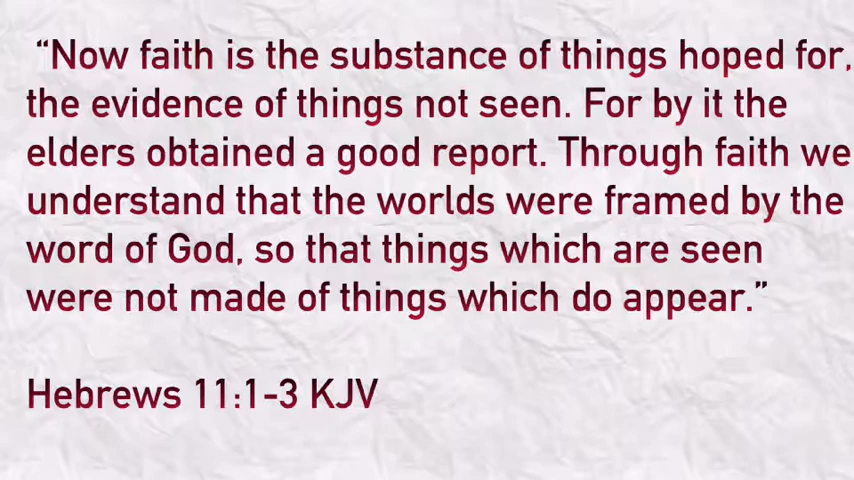 “Now faith is the substance of things hoped for,
the evidence of things not seen. For by it the
elders obtained a good report. Through faith we
understand that the worlds were framed by the
word of God, so that things which are seen
were not made of things which do appear.”
Hebrews 11:1-3 KJV